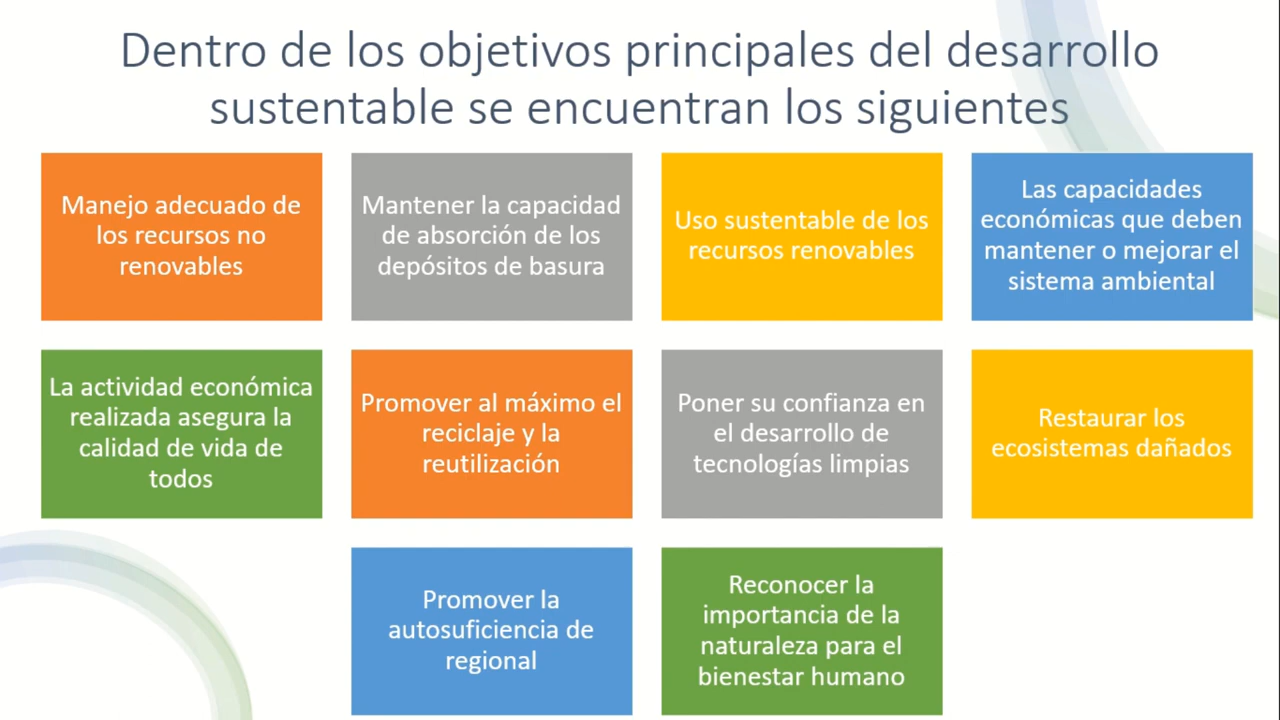 Dentro de los objetivos principales del desarrollo
sustentable se encuentran los siguientes
Manejo adecuado de
los recursos no
renovables
Mantener la capacidad
de absorción de los
depósitos de basura
Uso sustentable de los
recursos renovables
Las capacidades
económicas que deben
mantener o mejorar el
sistema ambiental
La actividad económica
realizada asegura la
calidad de vida de
todos
Promover al máximo el
reciclaje y la
reutilización
Poner su confianza en
el desarrollo de
tecnologías limpias
Restaurar los
ecosistemas dañados
Promover la
autosuficiencia de
regional
Reconocer la
importancia de la
naturaleza para el
bienestar humano